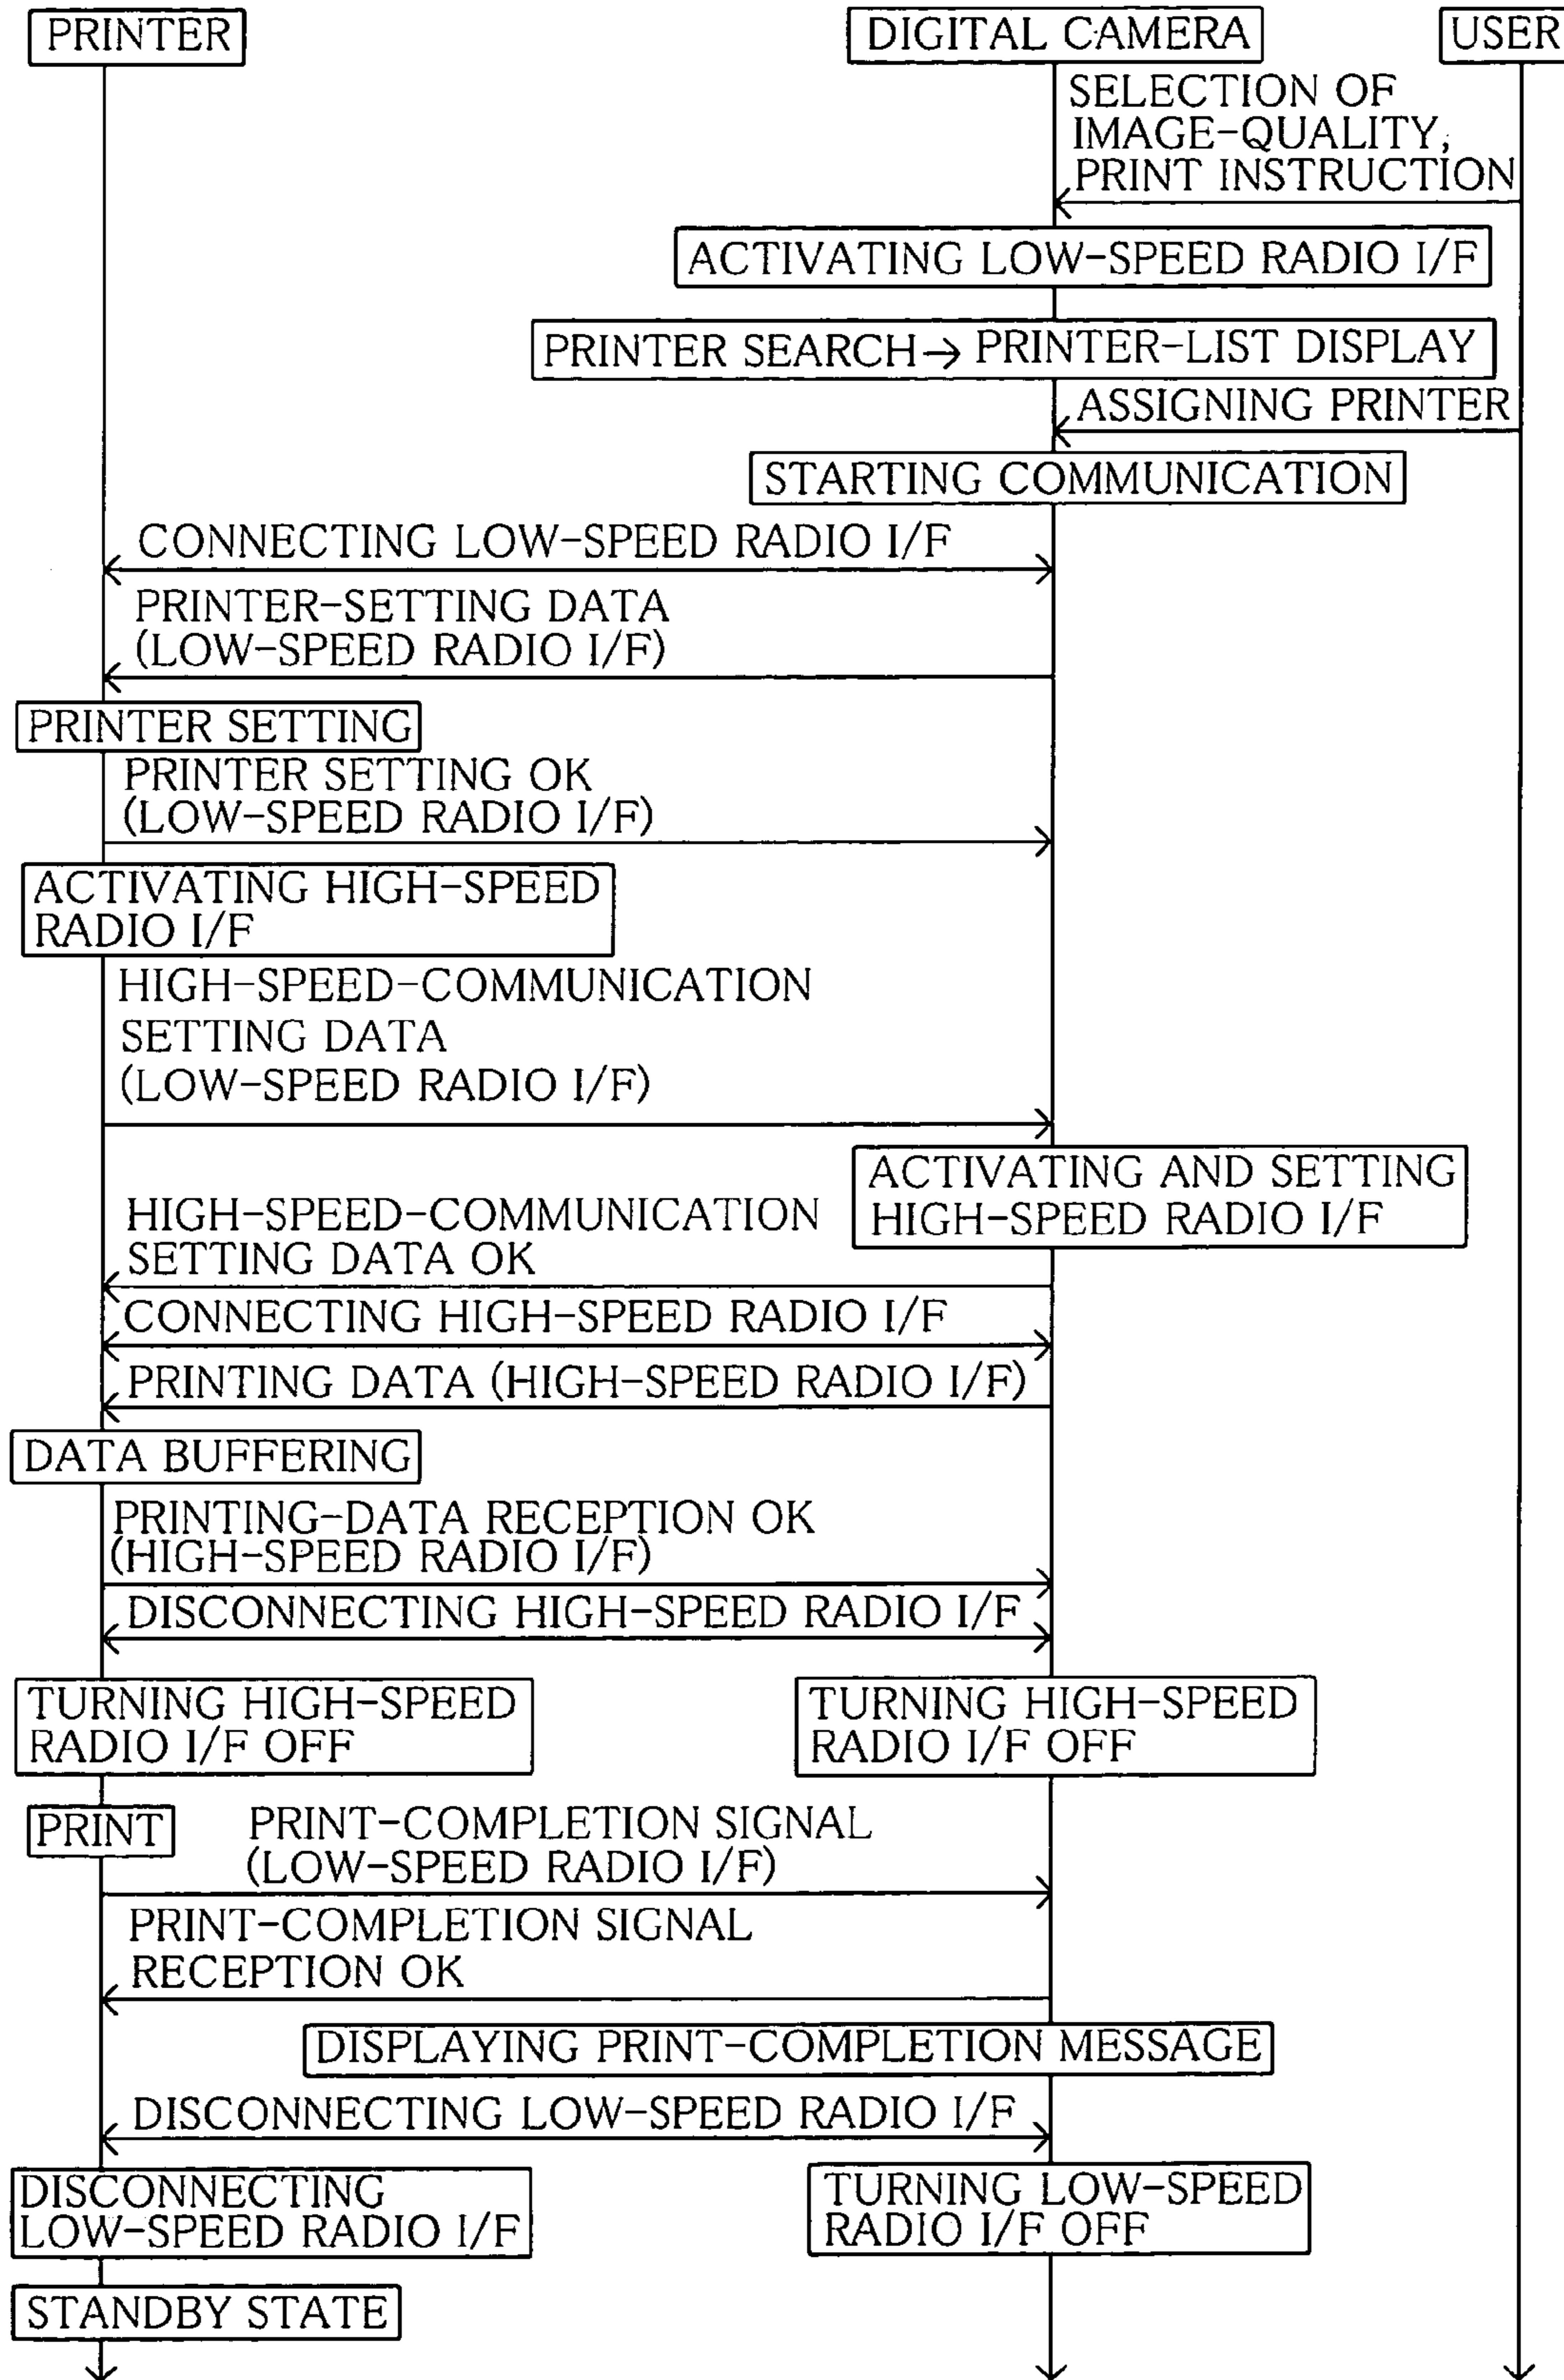 PRINTER
DIGITAL CAMERA
USER
SELECTION OF
IMAGE-QUALITY,
PRINT INSTRUCTION
ACTIVATING LOW-SPEED RADIO I/F
PRINTER SEARCH→ PRINTER-LIST DISPLAY
ASSIGNING PRINTER
STARTING COMMUNICATION
CONNECTING LOW-SPEED RADIO I/F
PRINTER-SETTING DATA
(LOW-SPEED RADIO I/F)
PRINTER SETTING
PRINTER SETTING OK
(LOW-SPEED RADIO I/F)
ACTIVATING HIGH-SPEED
RADIO I/F
HIGH-SPEED-COMMUNICATION
SETTING DATA
(LOW-SPEED RADIO I/F)
ACTIVATING AND SETTING
HIGH-SPEED RADIO I/F
HIGH-SPEED-COMMUNICATION
SETTING DATA OK
CONNECTING HIGH-SPEED RADIO I/F
PRINTING DATA (HIGH-SPEED RADIO I/F)
DATA BUFFERING
PRINTING-DATA RECEPTION OK
(HIGH-SPEED RADIO I/F)
DISCONNECTING HIGH-SPEED RADIO I/F
TURNING HIGH-SPEED
RADIO I/F OFF
TURNING HIGH-SPEED
RADIO I/F OFF
PRINT
PRINT-COMPLETION SIGNAL
(LOW-SPEED RADIO I/F)
PRINT-COMPLETION SIGNAL
RECEPTION OK
DISPLAYING PRINT-COMPLETION MESSAGE
DISCONNECTING LOW-SPEED RADIO I/F
DISCONNECTING
LOW-SPEED RADIO I/F
TURNING LOW-SPEED
RADIO I/F OFF
STANDBY STATE